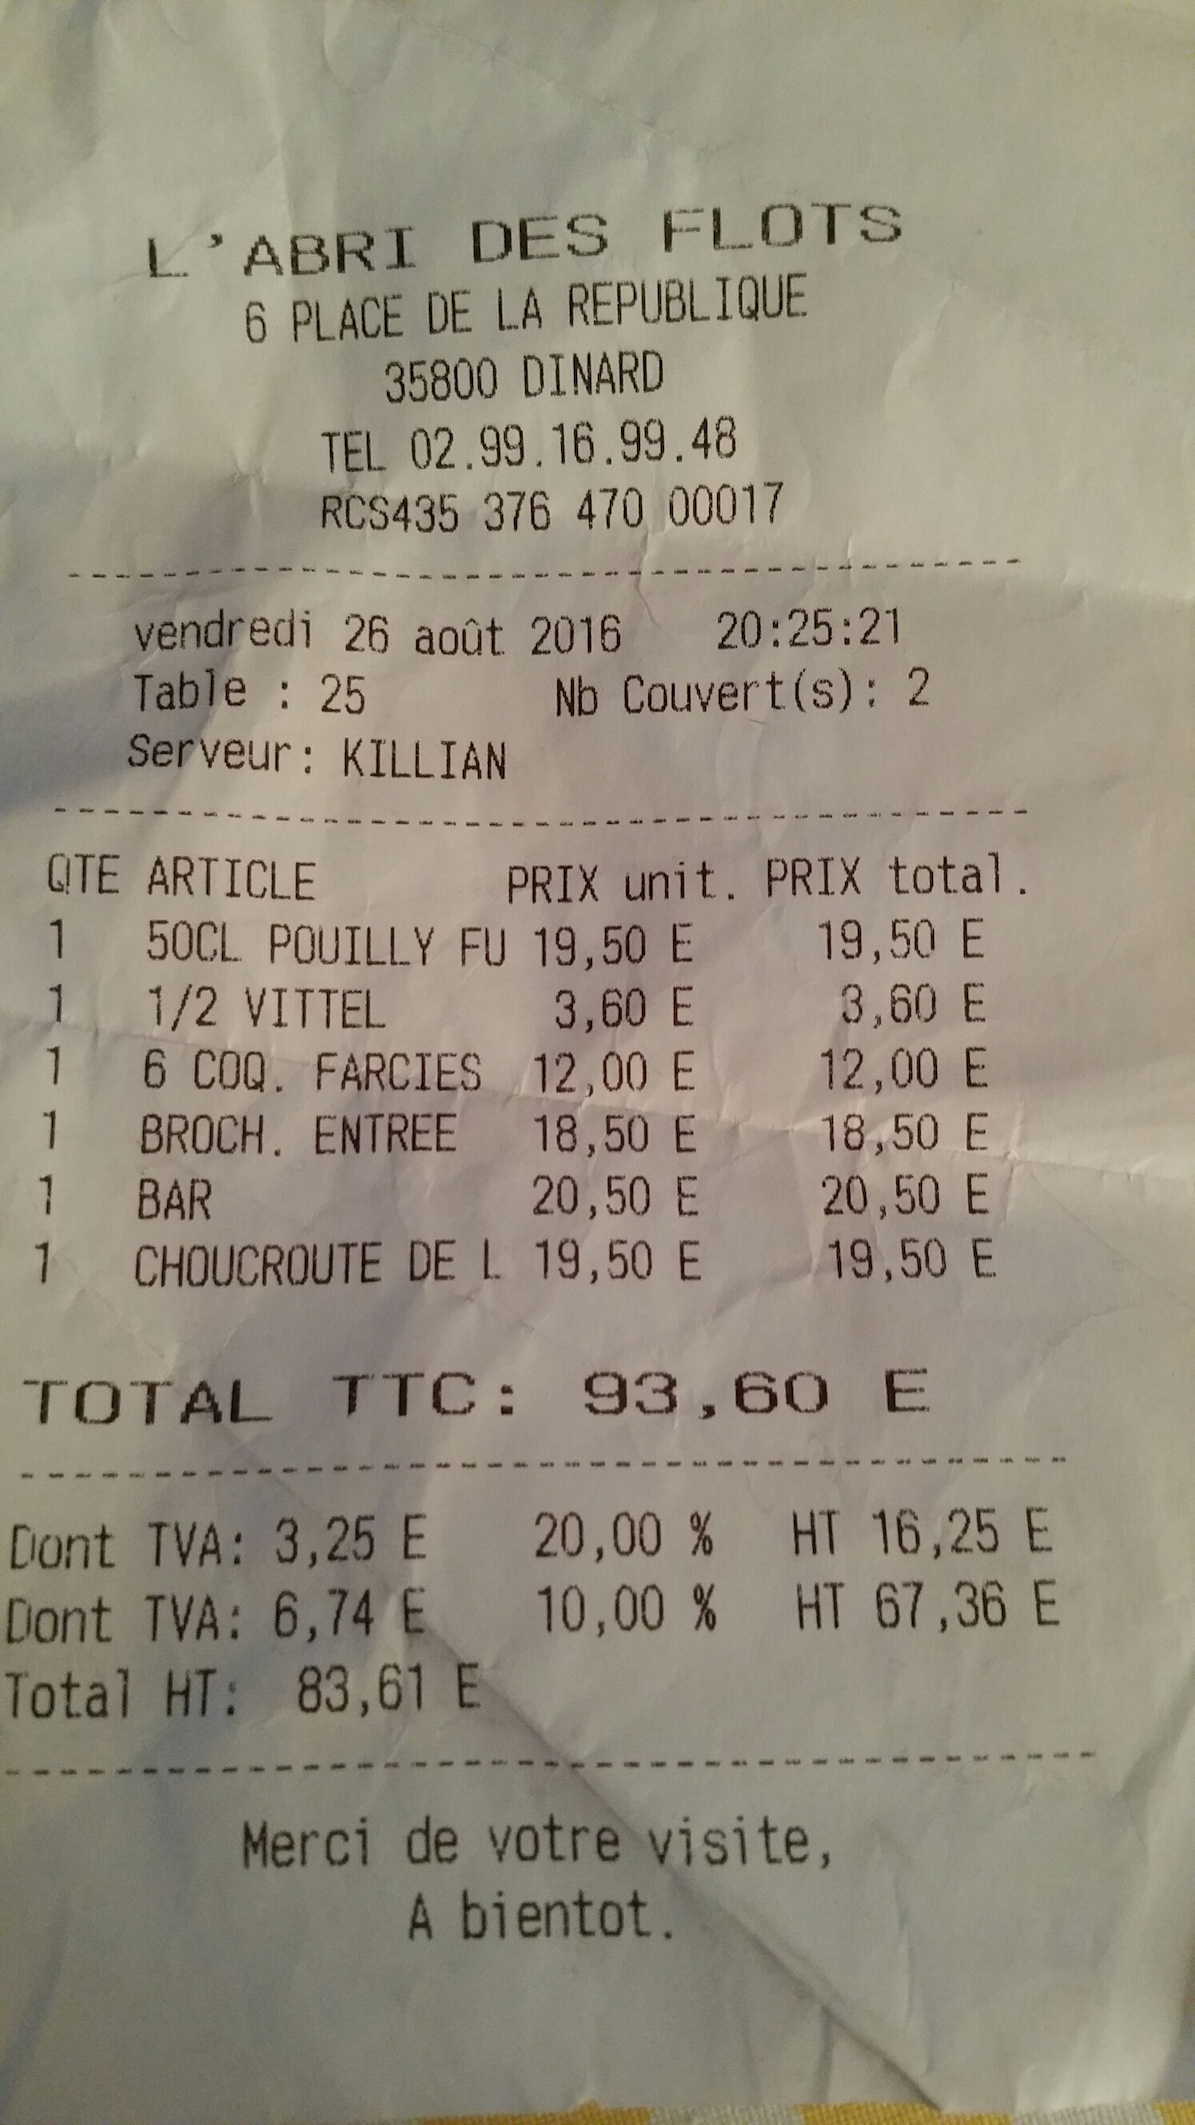 L'ABRI DES FLOTS
6 PLACE DE LA REPUBLIQUE
35800 DINARD
TEL 02.99.16.99.48
RCS435 376 470 00017
vendredi 26 août 2016 20:25:21
Table : 25 Nb Couvert(s): 2
Serveur: KILLIAN
QTE ARTICLE PRIX unit. PRIX total.
1 50CL POUILLY FU 19,50 E 19,50 E
1 1/2 VITTEL 3,60 E 3,60 E
1 6 COQ. FARCIES 12,00 E 12,00 E
1 BROCH. ENTREE 18,50 E 18,50 E
1 BAR 20,50 E 20,50 E
1 CHOUCROUTE DE L 19,50 E 19,50 E
TOTAL TTC: 93,60 E
Dont TVA: 3,25 E 20,00 % HT 16,25 E
Dont TVA: 6,74 E 10,00 % HT 67,36 E
Total HT: 83,61 E
Merci de votre visite,
A bientot.